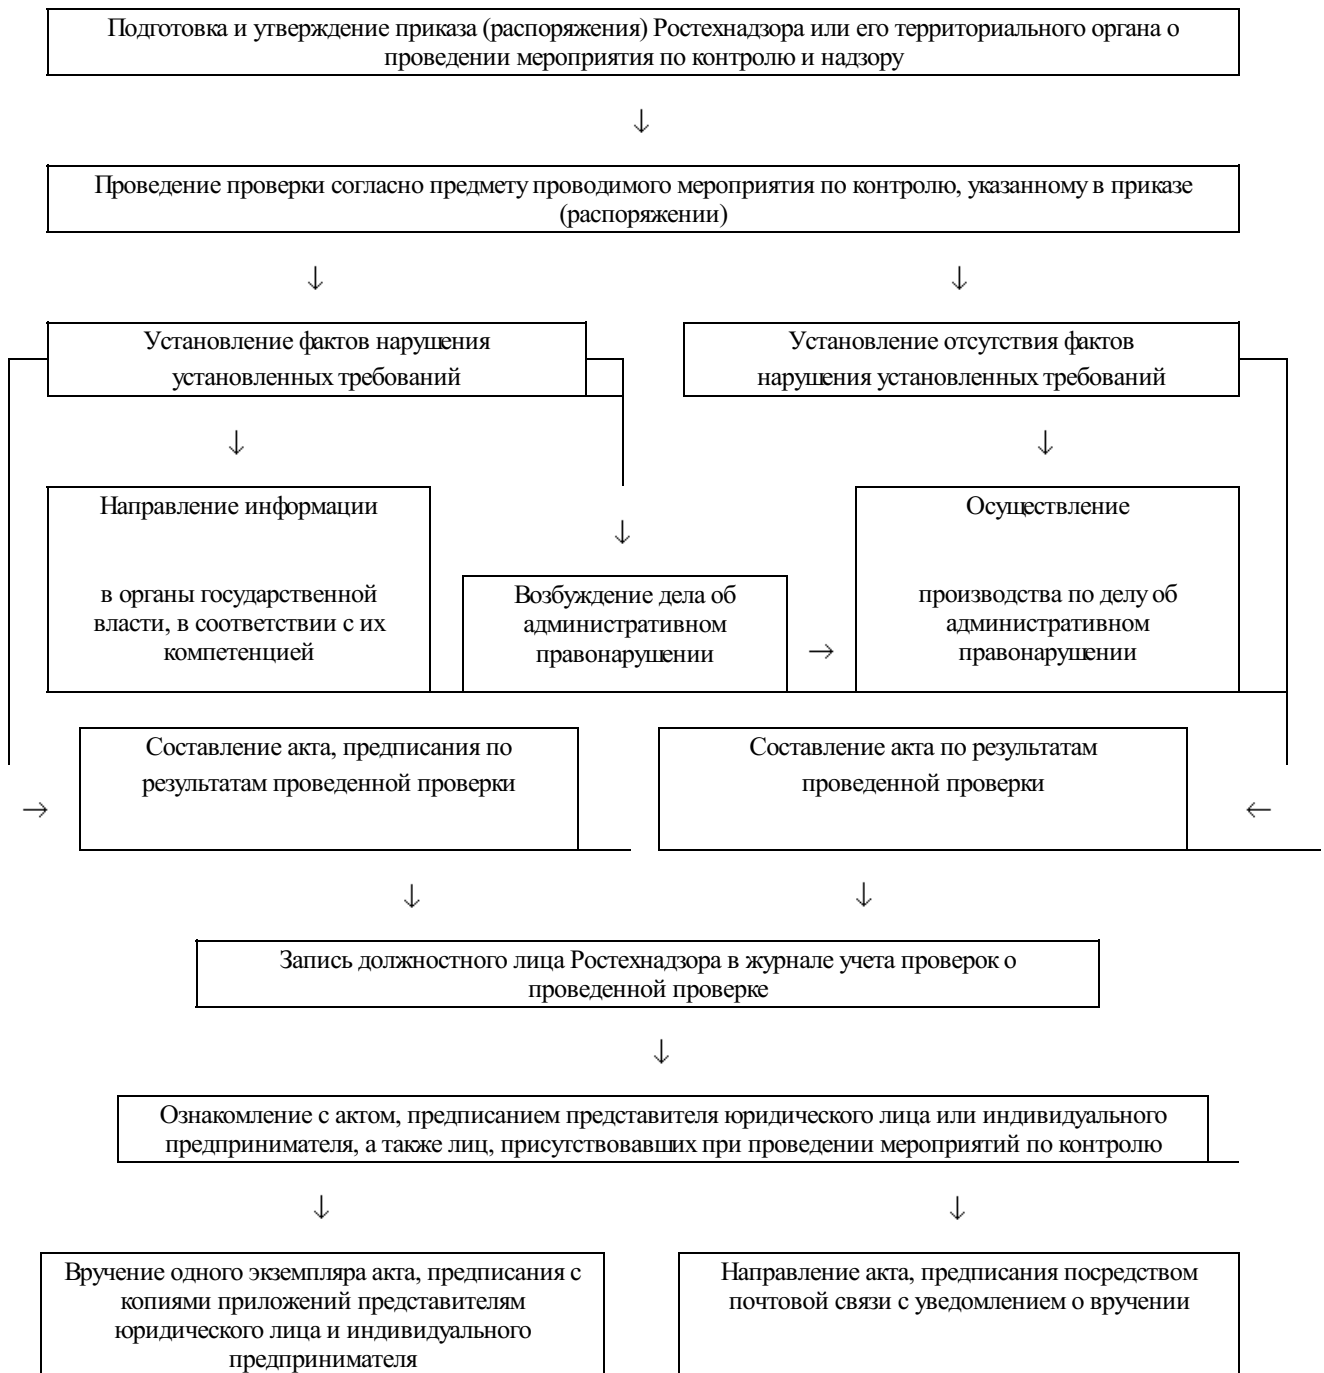 Подготовка и утверждение приказа (распоряжения) Ростехнадзора или его территориального органа о
проведении мероприятия по контролю и надзору
↓
Проведение проверки согласно предмету проводимого мероприятия по контролю, указанному в приказе
(распоряжении)
↓ ↓
Установление фактов нарушения
установленных требований
Установление отсутствия фактов
нарушения установленных требований
↓ ↓
Направление информации
в органы государственной
власти, в соответствии с их
компетенцией
↓
Возбуждение дела об
административном
правонарушении
→
Осуществление
производства по делу об
административном
правонарушении
→
Составление акта, предписания по
результатам проведенной проверки
Составление акта по результатам
проведенной проверки
←
↓ ↓
Запись должностного лица Ростехнадзора в журнале учета проверок о
проведенной проверке
↓
Ознакомление с актом, предписанием представителя юридического лица или индивидуального
предпринимателя, а также лиц, присутствовавших при проведении мероприятий по контролю
↓ ↓
Вручение одного экземпляра акта, предписания с
копиями приложений представителям
юридического лица и индивидуального
предпринимателя
Направление акта, предписания посредством
почтовой связи с уведомлением о вручении